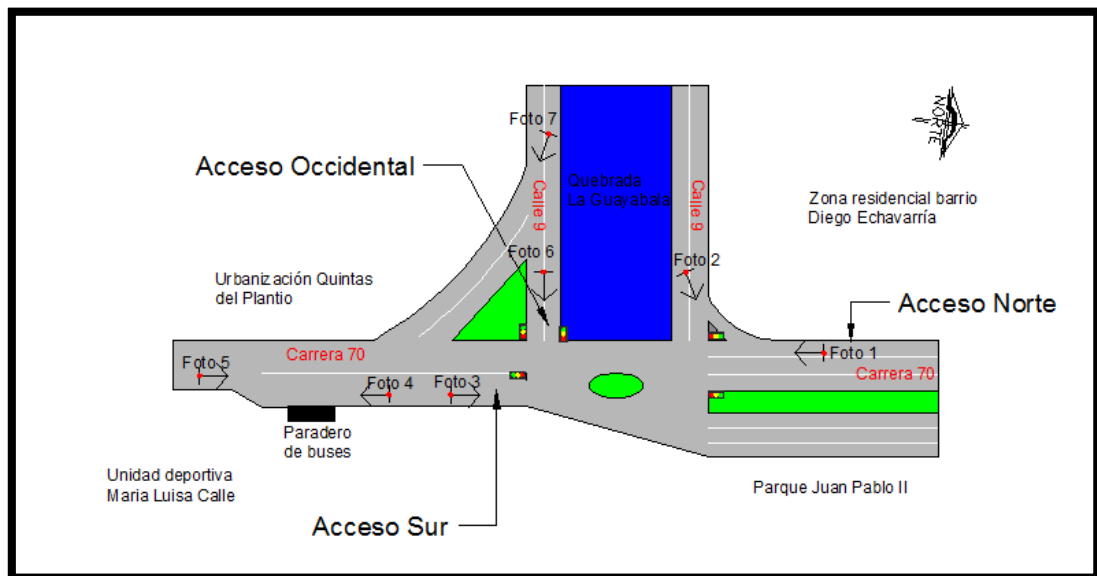 Foto 7
Acceso Occidental
NORTE
Calle 9
Quebrada
La Guayabala
Calle 9
Zona residencial barrio
Diego Echavarría
Foto 6
Foto 2
Urbanización Quintas
del Plantio
Acceso Norte
Carrera 70
Foto 1
Foto 5
Carrera 70
Foto 4
Foto 3
Paradero
de buses
Unidad deportiva
Maria Luisa Calle
Parque Juan Pablo II
Acceso Sur